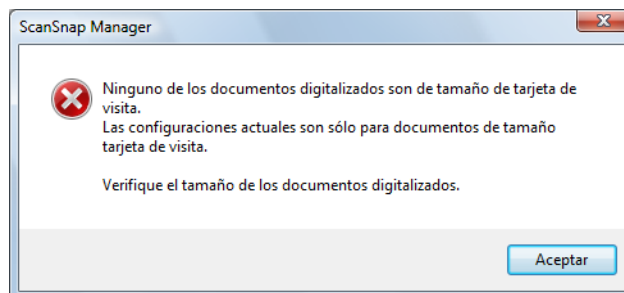 ScanSnap Manager
Ninguno de los documentos digitalizados son de tamaño de tarjeta de
visita.
Las configuraciones actuales son sólo para documentos de tamaño
tarjeta de visita.
Verifique el tamaño de los documentos digitalizados.
Aceptar